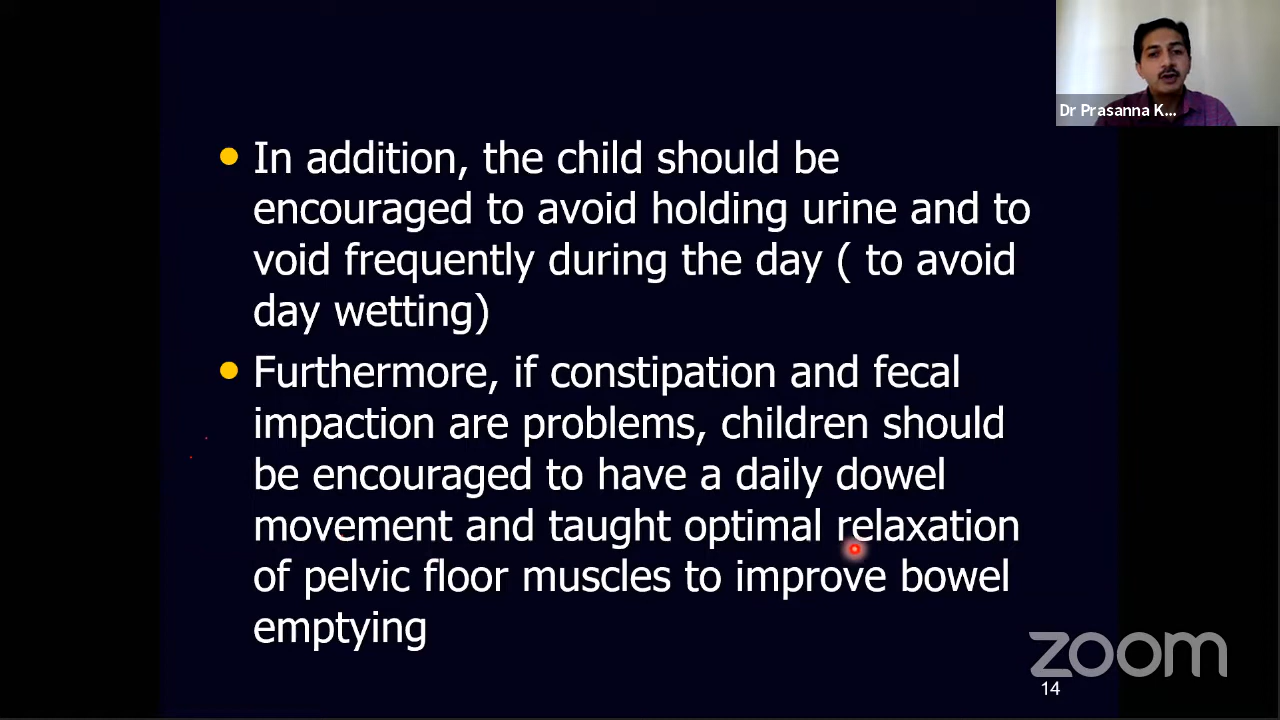 Dr Prasanna K...
In addition, the child should be
encouraged to avoid holding urine and to
void frequently during the day ( to avoid
day wetting)
Furthermore, if constipation and fecal
impaction are problems, children should
be encouraged to have a daily dowel
movement and taught optimal relaxation
of pelvic floor muscles to improve bowel
emptying
zoom
14